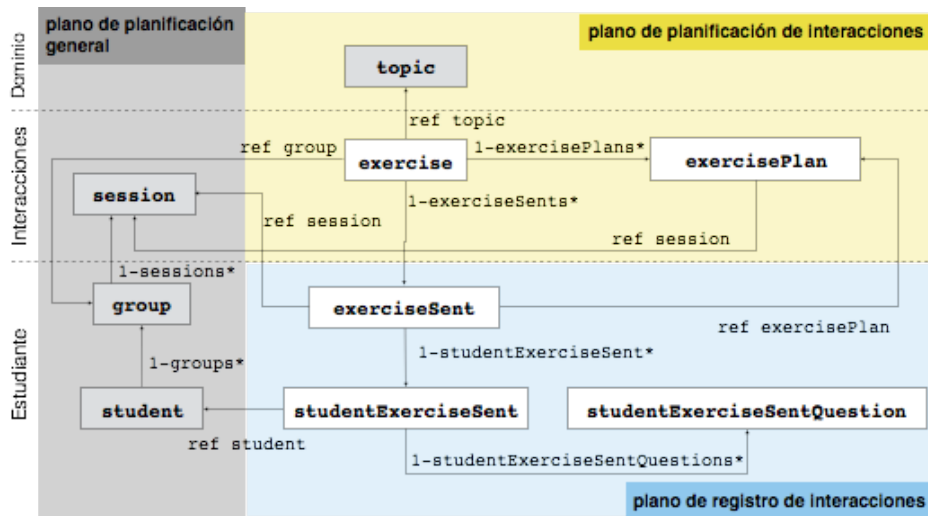 plano de planificación
general
plano de planificación de interacciones
Dominio
topic
ref topic
Interacciones
ref group
exercise
1-exercisePlans*
exercisePlan
session
1-exerciseSents*
ref session
ref session
1-sessions*
Estudiante
group
exerciseSent
ref exercisePlan
1-groups*
1-studentExerciseSent*
student
studentExerciseSent
studentExerciseSentQuestion
ref student
1-studentExerciseSentQuestions*
plano de registro de interacciones